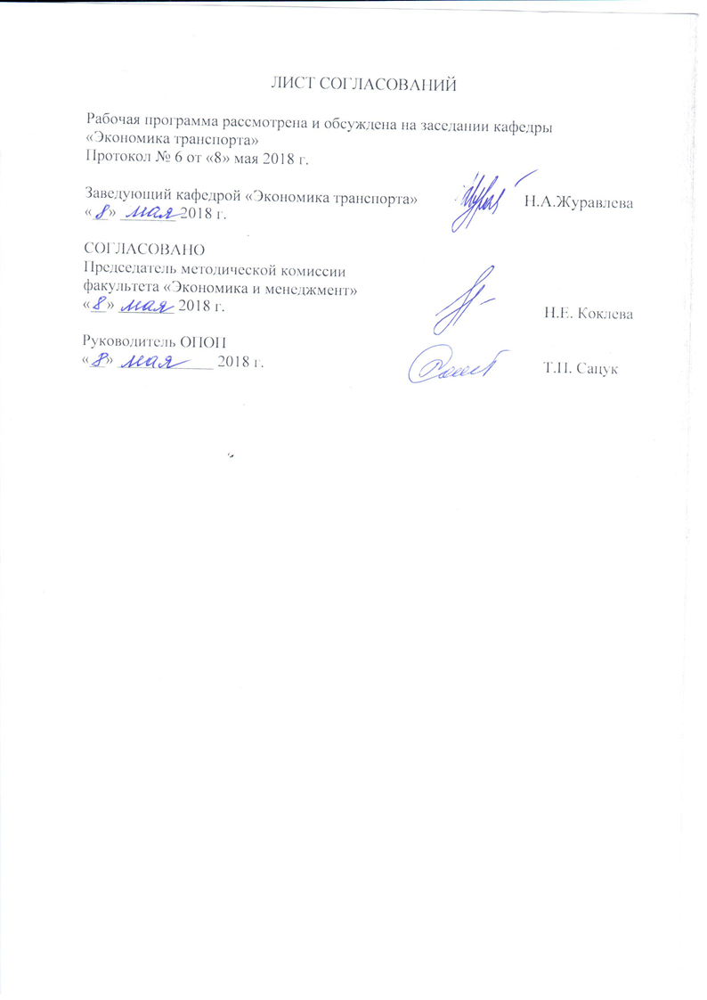 ЛИСТ СОГЛАСОВАНИЙ
Рабочая программа рассмотрена и обсуждена на заседании кафедры
«Экономика транспорта»
Протокол № 6 от «8» мая 2018 г.
Заведующий кафедрой «Экономика транспорта» Н.А.Журавлева
«8» мая 2018 г.
СОГЛАСОВАНО
Председатель методической комиссии
факультета «Экономика и менеджмент»
«8» мая 2018 г. Н.Е. Коклева
Руководитель ОПОП
«8» мая 2018 г. Т.П. Сацук